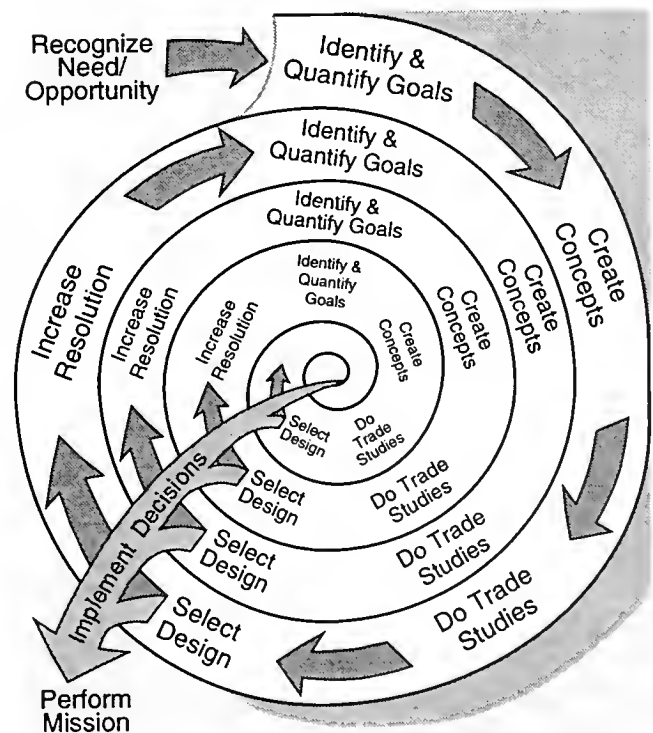 Recognize
Need/
Opportunity
Identify &
Quantify Goals
Create
Concepts
Do Trade
Studies
Select
Design
Increase
Resolution
Identify &
Quantify Goals
Create
Concepts
Do Trade
Studies
Select
Design
Increase
Resolution
Identify &
Quantify Goals
Create
Concepts
Do Trade
Studies
Select
Design
Increase
Resolution
Identify &
Quantify
Goals
Create
Concepts
Do
Trade
Studies
Select
Design
Implement Decisions
Perform
Mission